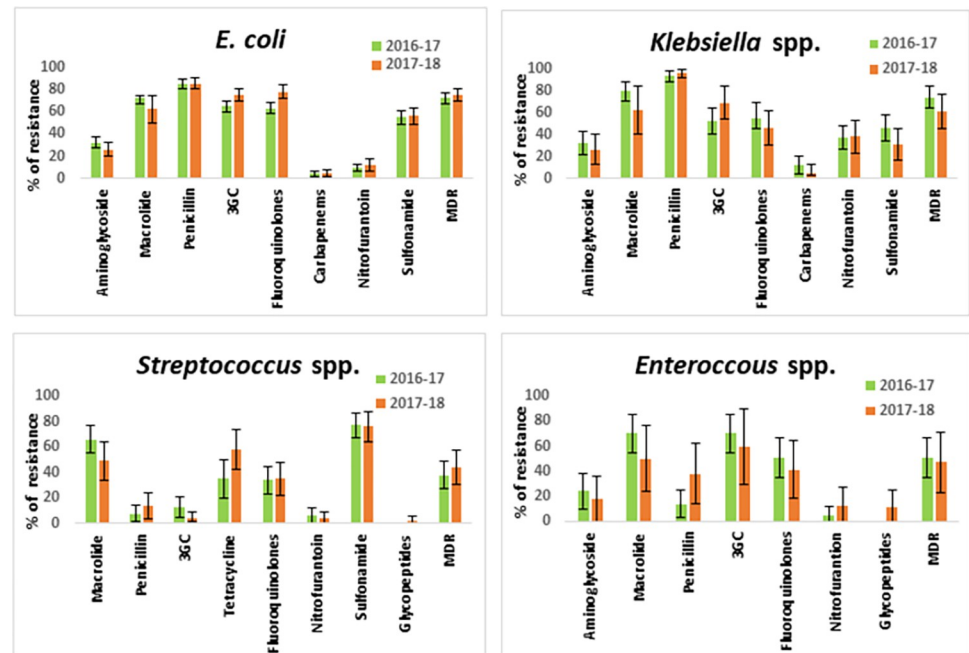 E. coli
2016-17
2017-18
% of resistance
100
80
60
40
20
0
Aminoglycoside
Macrolide
Penicillin
3GC
Fluoroquinolones
Carbapenems
Nitrofurantoin
Sulfonamide
MDR
Klebsiella spp.
2016-17
2017-18
% of resistance
100
80
60
40
20
0
Aminoglycoside
Macrolide
Penicillin
3GC
Fluoroquinolones
Carbapenems
Nitrofurantoin
Sulfonamide
MDR
Streptococcus spp.
2016-17
2017-18
% of resistance
100
80
60
40
20
0
Macrolide
Penicillin
3GC
Tetracycline
Fluoroquinolones
Nitrofurantoin
Sulfonamide
Glycopeptides
MDR
Enteroccous spp.
2016-17
2017-18
% of resistance
100
80
60
40
20
0
Aminoglycoside
Macrolide
Penicillin
3GC
Fluoroquinolones
Nitrofurantion
Glycopeptides
MDR